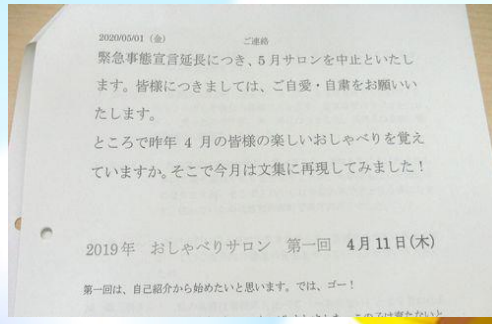 2020/05/01（金） ご連絡
緊急事態宣言延長につき、5月サロンを中止といたし
ます。皆様につきましては、ご自愛・自粛をお願いい
たします。
ところで昨年 4 月の皆様の楽しいおしゃべりを覚え
ていますか。そこで今月は文集に再現してみました！
2019年 おしゃべりサロン 第一回 4月11日(木)
第一回は、自己紹介から始めたいと思います。では、ゴー！